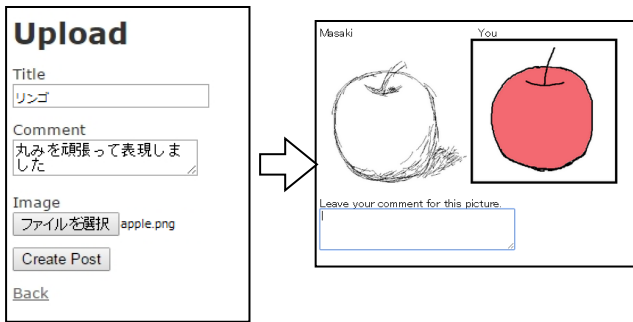 Upload
Title
リンゴ
Comment
丸みを頑張って表現しま
した
Image
ファイルを選択 apple.png
Create Post
Back
Masaki
You
Leave your comment for this picture.